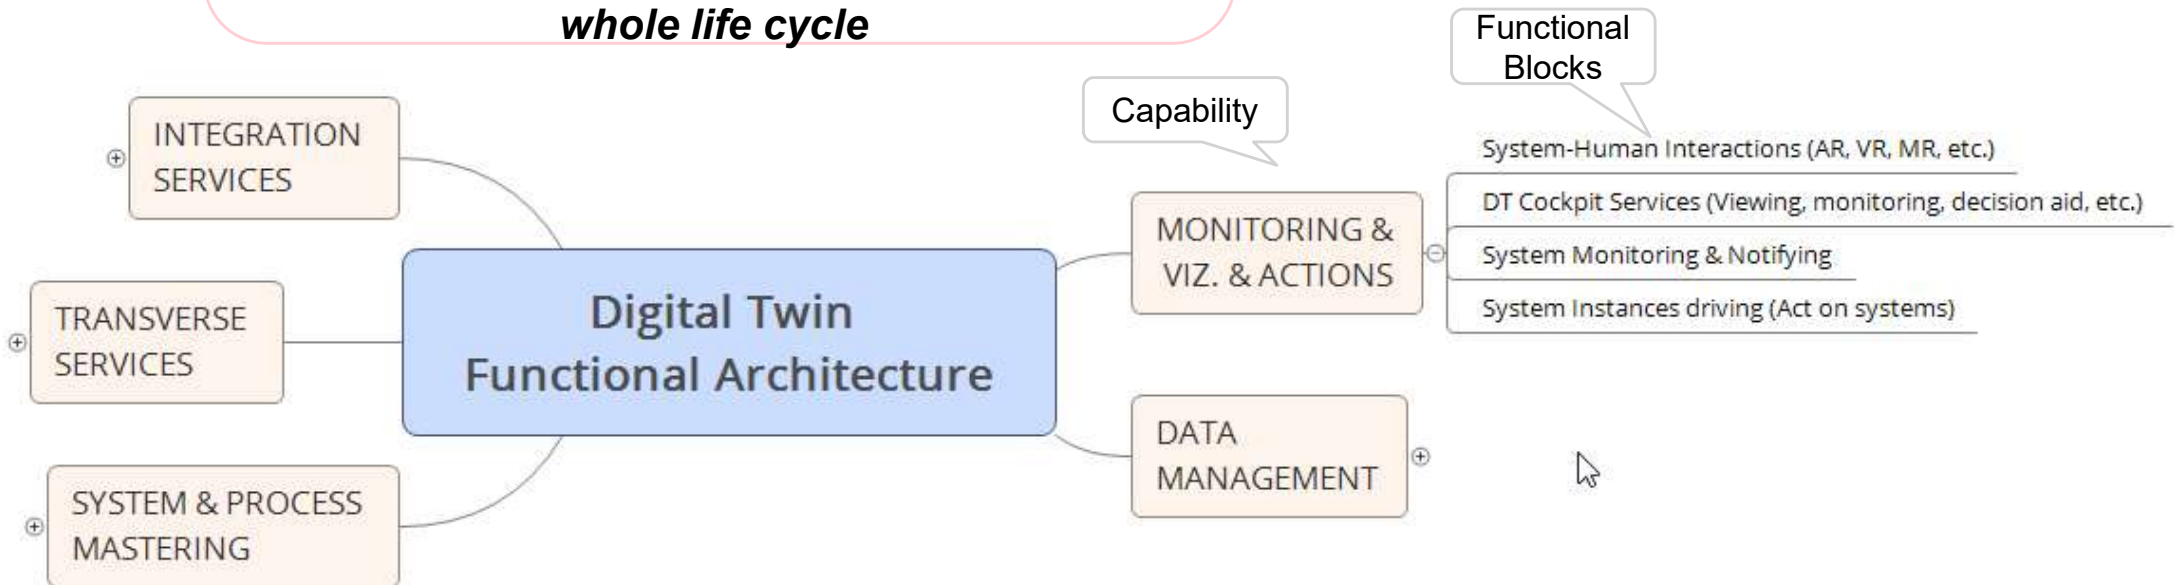 whole life cycle
Functional
Blocks
Capability
INTEGRATION
SERVICES
TRANSVERSE
SERVICES
SYSTEM & PROCESS
MASTERING
Digital Twin
Functional Architecture
MONITORING &
VIZ. & ACTIONS
System-Human Interactions (AR, VR, MR, etc.)
DT Cockpit Services (Viewing, monitoring, decision aid, etc.)
System Monitoring & Notifying
System Instances driving (Act on systems)
DATA
MANAGEMENT